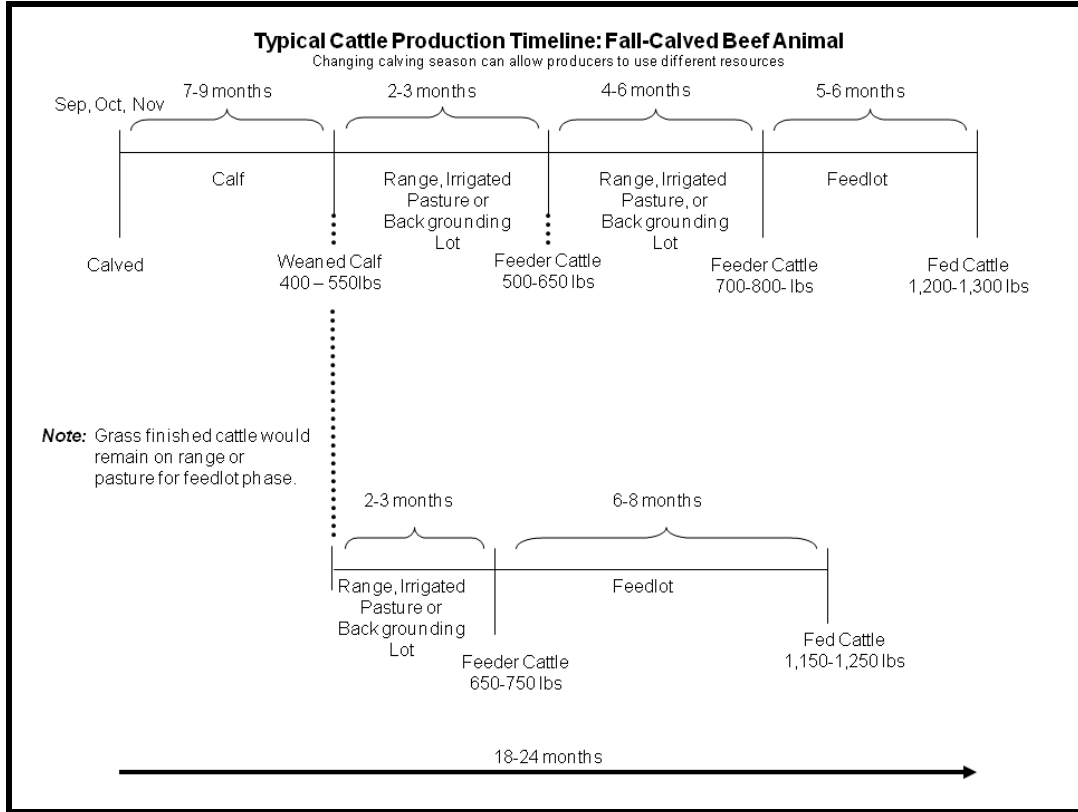 Typical Cattle Production Timeline: Fall-Calved Beef Animal
Changing calving season can allow producers to use different resources
Sep, Oct, Nov
7-9 months
2-3 months
4-6 months
5-6 months
Calf
Range, Irrigated
Pasture or
Backgrounding
Lot
Range, Irrigated
Pasture, or
Backgrounding
Lot
Feedlot
Calved
Weaned Calf
400 – 550lbs
Feeder Cattle
500-650 lbs
Feeder Cattle
700-800- lbs
Fed Cattle
1,200-1,300 lbs
Note: Grass finished cattle would
remain on range or
pasture for feedlot phase.
2-3 months
6-8 months
Range, Irrigated
Pasture or
Backgrounding
Lot
Feedlot
Feeder Cattle
650-750 lbs
Fed Cattle
1,150-1,250 lbs
18-24 months